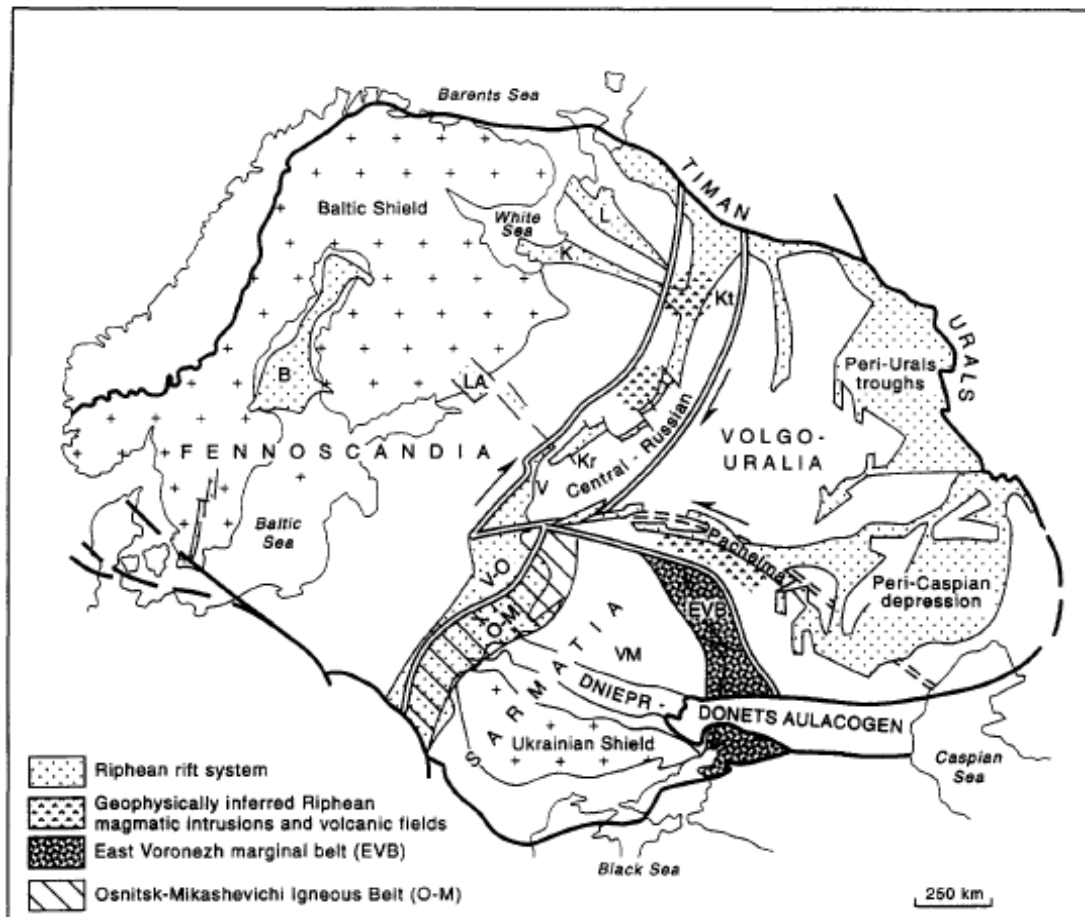 Barents Sea
TIMAN
Baltic Shield
White
Sea
L
K
Kt
URALS
Peri-Urals
troughs
B
LA
FENNOSCANDIA
VOLGO-
URALIA
Central - Russian
Kr
V
Baltic
Sea
Pachelma
V-O
O-M
EVB
Peri-Caspian
depression
SARMATIA
VM
DNIEPR -
DONETS AULACOGEN
Ukrainian Shield
Caspian
Sea
Black Sea
Riphean rift system
Geophysically inferred Riphean
magmatic intrusions and volcanic fields
East Voronezh marginal belt (EVB)
Osnitsk-Mikashevichi Igneous Belt (O-M)
250 km